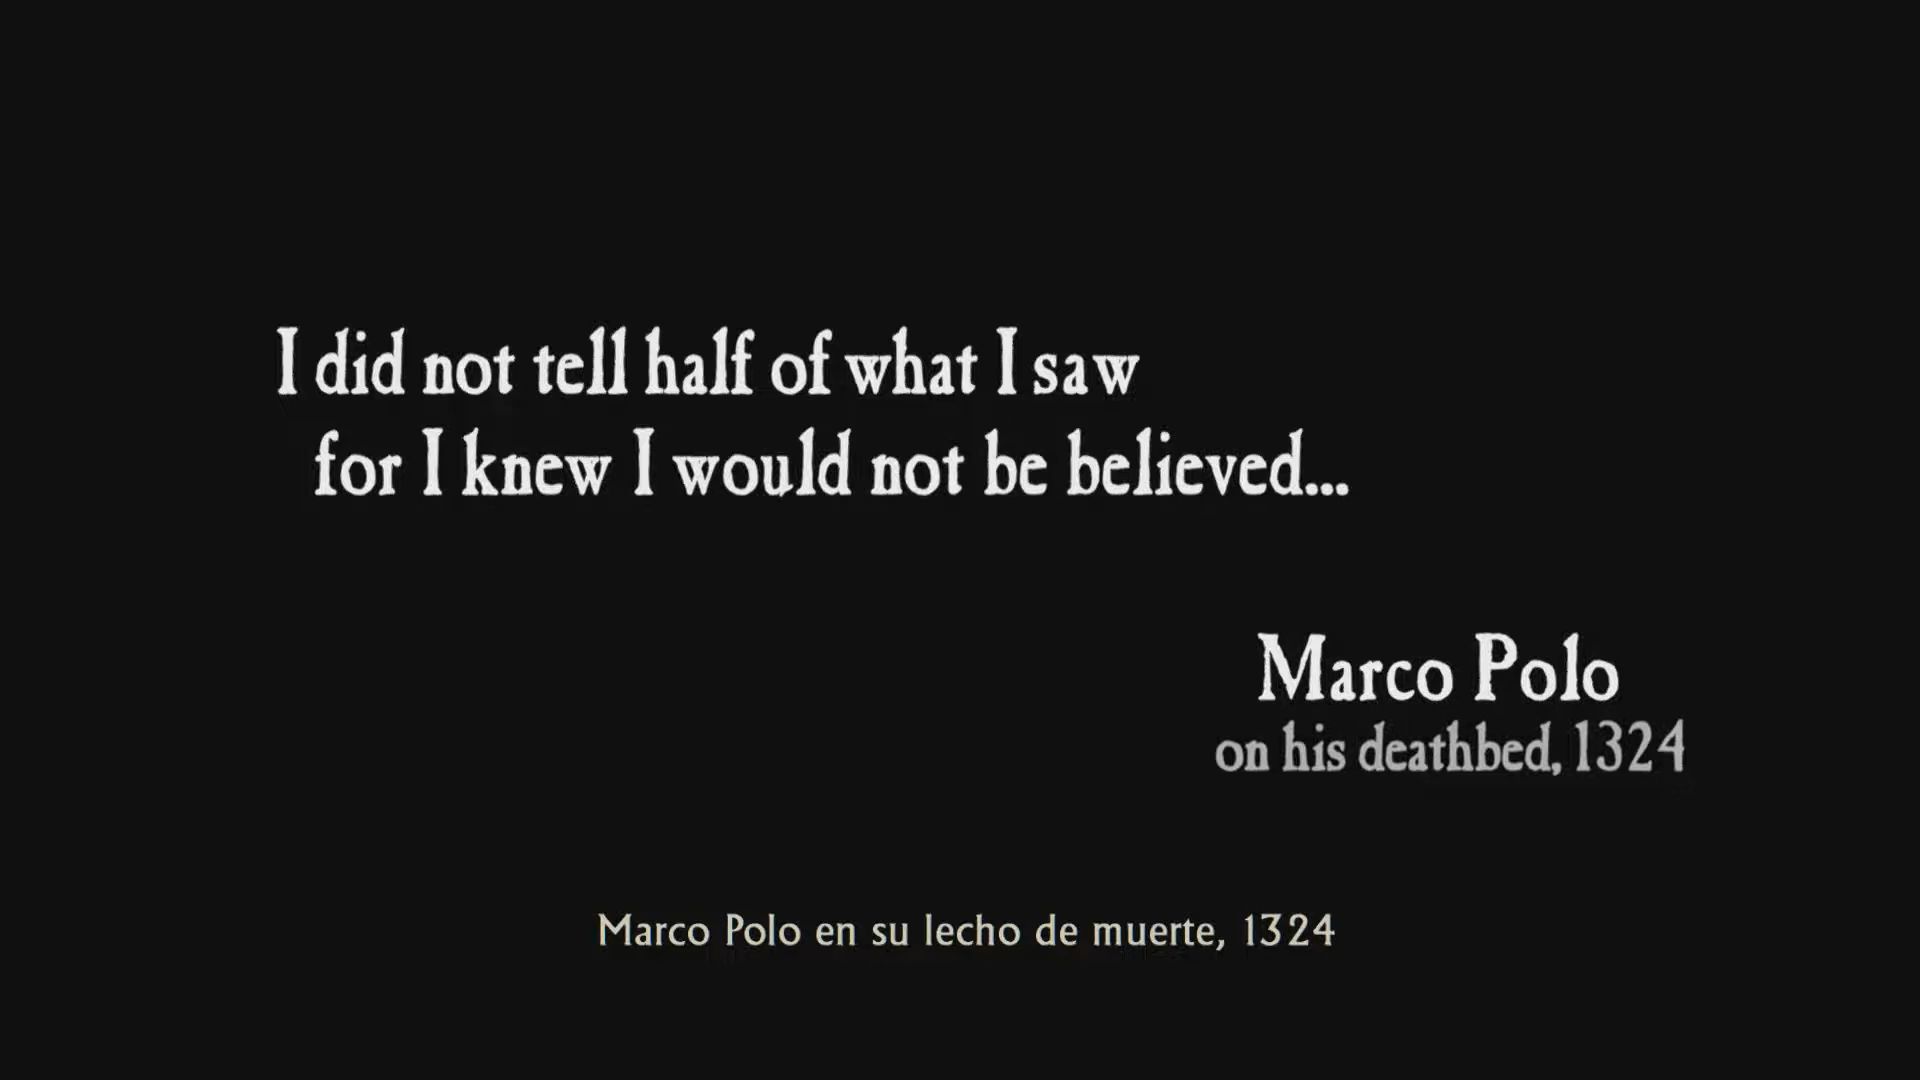 I did not tell half of what I saw
for I knew I would not be believed...
Marco Polo
on his deathbed, 1324
Marco Polo en su lecho de muerte, 1324